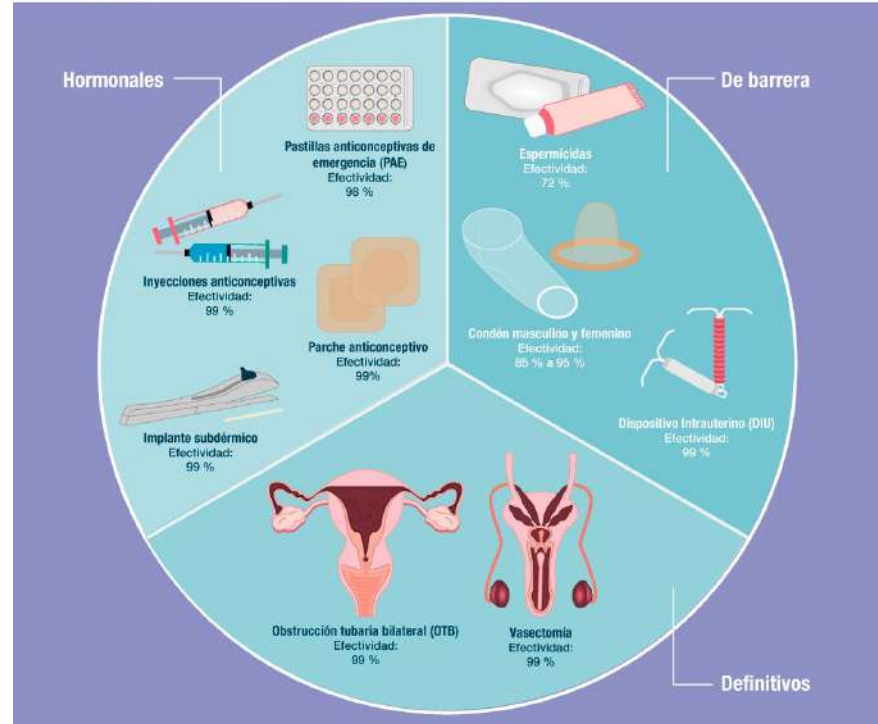 Hormonales
Pastillas anticonceptivas de
emergencia (PAE)
Efectividad:
98 %
Inyecciones anticonceptivas
Efectividad:
99 %
Parche anticonceptivo
Efectividad:
99%
Implante subdérmico
Efectividad:
99 %
De barrera
Espermicidas
Efectividad:
72 %
Condón masculino y femenino
Efectividad:
85 % a 95 %
Dispositivo Intrauterino (DIU)
Efectividad:
99 %
Obstrucción tubaria bilateral (OTB)
Efectividad:
99 %
Vasectomía
Efectividad:
99 %
Definitivos